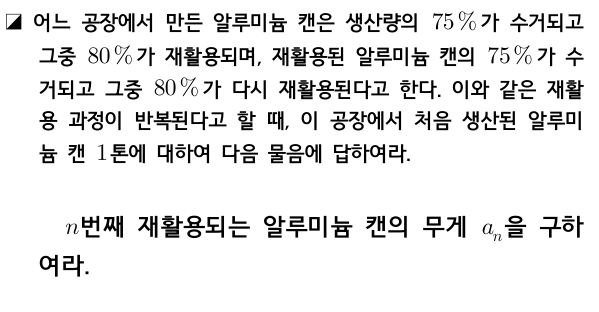 어느 공장에서 만든 알루미늄 캔은 생산량의 75%가 수거되고
그중 80%가 재활용되며, 재활용된 알루미늄 캔의 75%가 수
거되고 그중 80%가 다시 재활용된다고 한다. 이와 같은 재활
용 과정이 반복된다고 할 때, 이 공장에서 처음 생산된 알루미
늄 캔 1톤에 대하여 다음 물음에 답하여라.
n번째 재활용되는 알루미늄 캔의 무게 aₙ을 구하
여라.